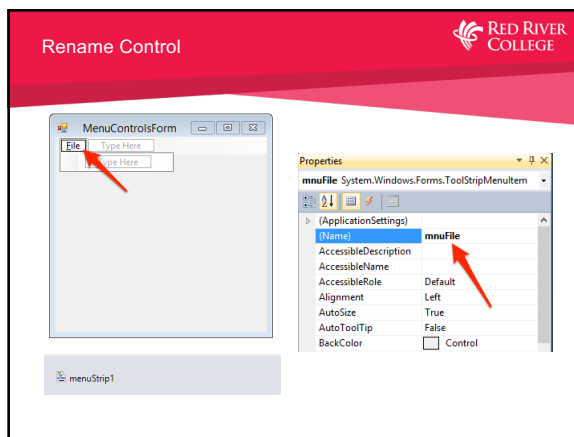 Rename Control
RED RIVER
COLLEGE
MenuControlsForm
File Type Here
Type Here
menuStrip1
Properties
mnuFile System.Windows.Forms.ToolStripMenuItem
(ApplicationSettings)
(Name) mnuFile
AccessibleDescription
AccessibleName
AccessibleRole Default
Alignment Left
AutoSize True
AutoToolTip False
BackColor Control